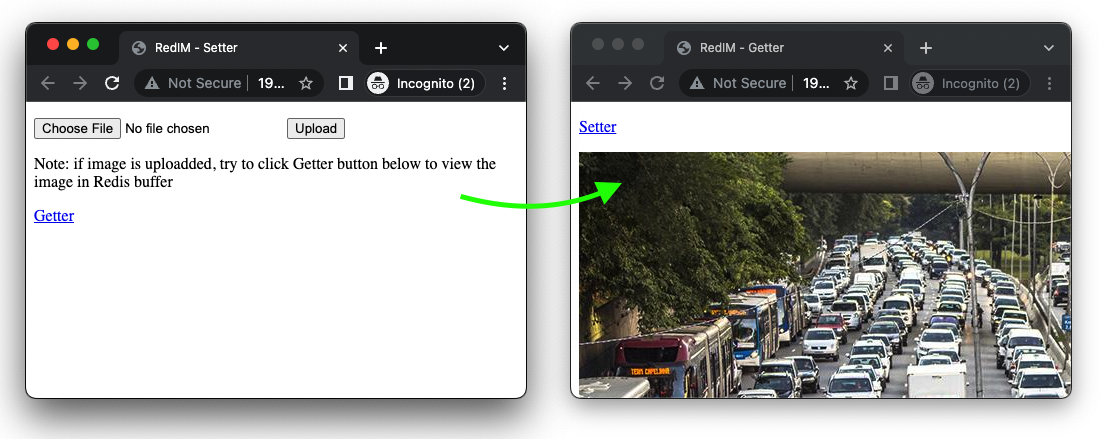 RedIM - Setter
Not Secure 19...
Incognito (2)
Choose File No file chosen Upload
Note: if image is uploadded, try to click Getter button below to view the
image in Redis buffer
Getter
RedIM - Getter
Not Secure 19...
Incognito (2)
Setter
TERM CAPELINHA